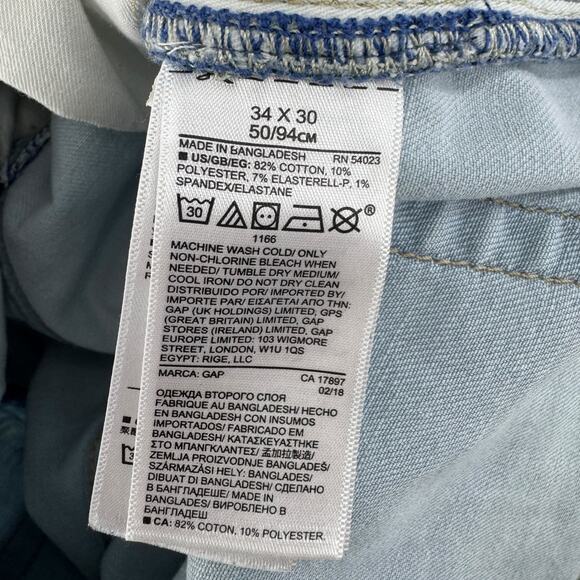 34 X 30
50/94CM
MADE IN BANGLADESH RN 54023
■ US/GB/EG: 82% COTTON, 10%
POLYESTER, 7% ELASTERELL-P, 1%
SPANDEX/ELASTANE
30 ®
1166
MACHINE WASH COLD/ ONLY
NON-CHLORINE BLEACH WHEN
NEEDED/ TUMBLE DRY MEDIUM/
COOL IRON/ DO NOT DRY CLEAN
DISTRIBUIDO POR/ IMPORTED BY/
IMPORTE PAR/ ΕΙΣΑΓΕΤΑΙ ΑΠΟ ΤΗΝ:
GAP (UK HOLDINGS) LIMITED, GPS
(GREAT BRITAIN) LIMITED, GAP
STORES (IRELAND) LIMITED, GAP
EUROPE LIMITED: 103 WIGMORE
STREET, LONDON, W1U 1QS
EGYPT: RIGE, LLC
MARCA: GAP CA 17897
02/18
ОДЕЖДА ВТОРОГО СЛОЯ
FABRIQUE AU BANGLADESH/ HECHO
EN BANGLADESH CON INSUMOS
IMPORTADOS/ FABRICADO EM
BANGLADESH/ ΚΑΤΑΣΚΕΥΑΣΤΗΚΕ
ΣΤΟ ΜΠΑΓΚΛΑΝΤΕΣ/ 孟加拉製造/
ZEMLJA PROIZVODNJE BANGLADEŠ/
SZÁRMAZÁSI HELY: BANGLADES/
DIBUAT DI BANGLADESH/ СДЕЛАНО
В БАНГЛАДЕШЕ/ MADE IN
BANGLADES/ ВИРОБЛЕНО В
БАНГЛАДЕШ
■ CA: 82% COTTON, 10% POLYESTER,